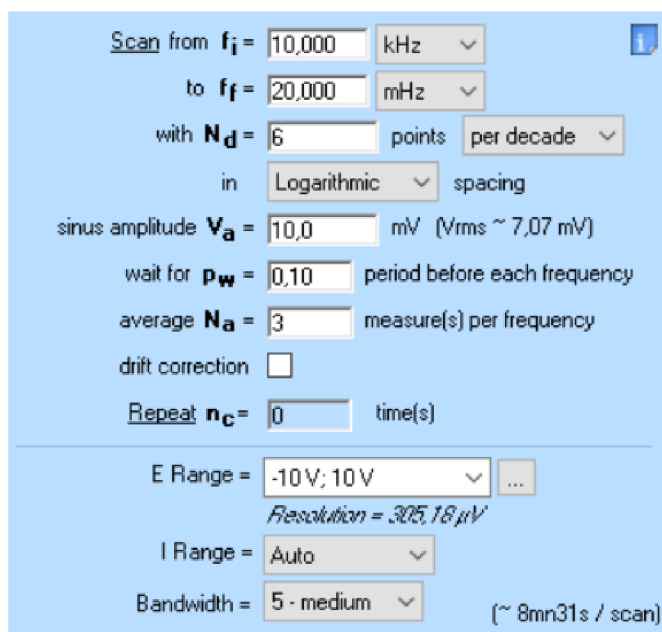 Scan from fi = 10,000 kHz
to ff = 20,000 mHz
with Nd = 6 points per decade
in Logarithmic spacing
sinus amplitude Va = 10,0 mV (Vrms ~ 7,07 mV)
wait for pw = 0,10 period before each frequency
average Na = 3 measure(s) per frequency
drift correction
Repeat nc = 0 time(s)
E Range = -10 V; 10 V ...
Resolution = 305,18 µV
I Range = Auto
Bandwidth = 5 - medium (~ 8mn31s / scan)